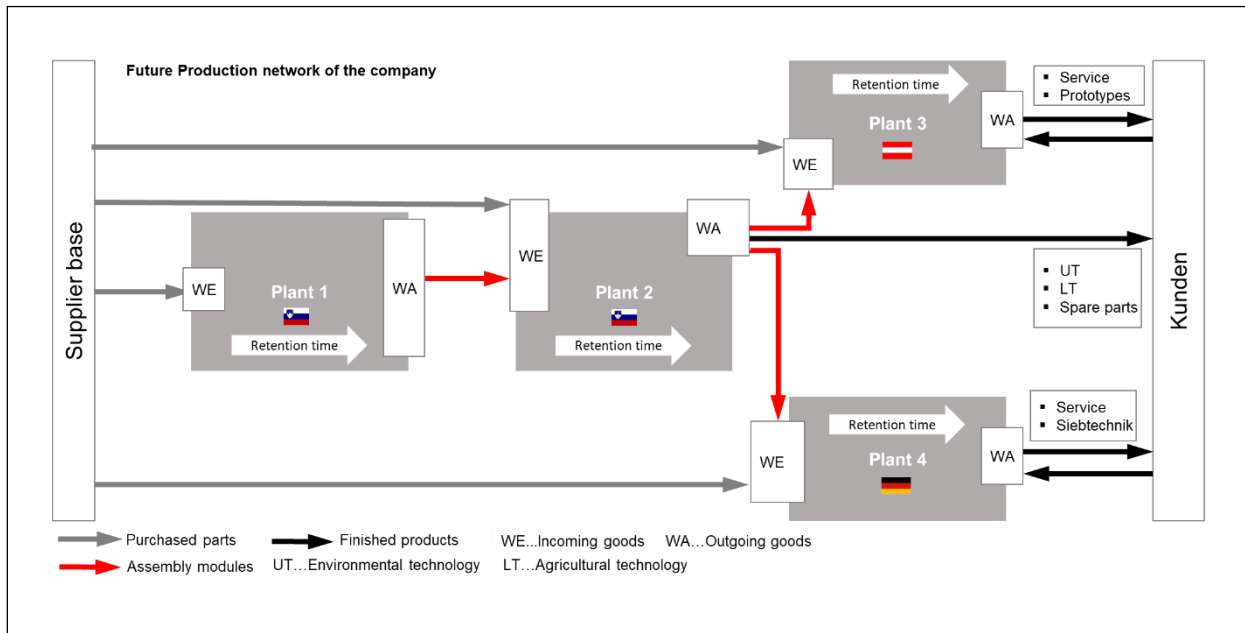 Future Production network of the company
Supplier base
Retention time
Plant 3
WE
WA
▪ Service
▪ Prototypes
WE
Plant 1
Retention time
WA
WE
Plant 2
Retention time
WA
▪ UT
▪ LT
▪ Spare parts
Kunden
WE
Retention time
Plant 4
WA
▪ Service
▪ Siebtechnik
Purchased parts
Finished products
WE...Incoming goods
WA…Outgoing goods
Assembly modules
UT…Environmental technology
LT…Agricultural technology